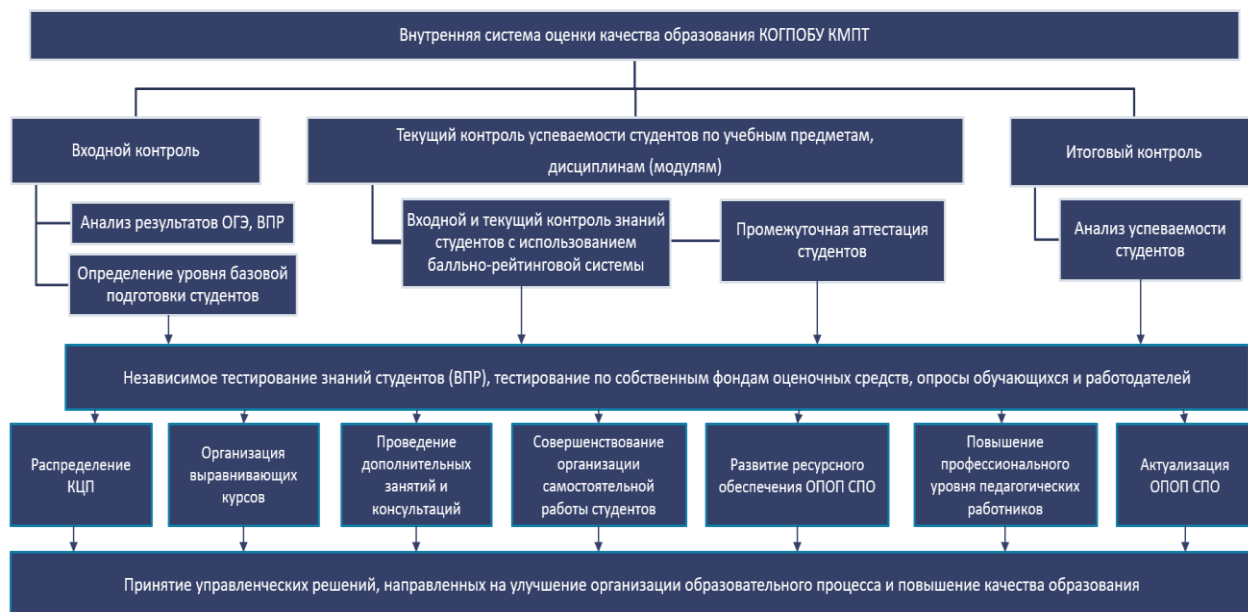 Внутренняя система оценки качества образования КОГПОБУ КМПТ
Входной контроль
Текущий контроль успеваемости студентов по учебным предметам,
дисциплинам (модулям)
Итоговый контроль
Анализ результатов ОГЭ, ВПР
Определение уровня базовой
подготовки студентов
Входной и текущий контроль знаний
студентов с использованием
балльно-рейтинговой системы
Промежуточная аттестация
студентов
Анализ успеваемости
студентов
Независимое тестирование знаний студентов (ВПР), тестирование по собственным фондам оценочных средств, опросы обучающихся и работодателей
Распределение
КЦП
Организация
выравнивающих
курсов
Проведение
дополнительных
занятий и
консультаций
Совершенствование
организации
самостоятельной
работы студентов
Развитие ресурсного
обеспечения ОПОП СПО
Повышение
профессионального
уровня педагогических
работников
Актуализация
ОПОП СПО
Принятие управленческих решений, направленных на улучшение организации образовательного процесса и повышение качества образования